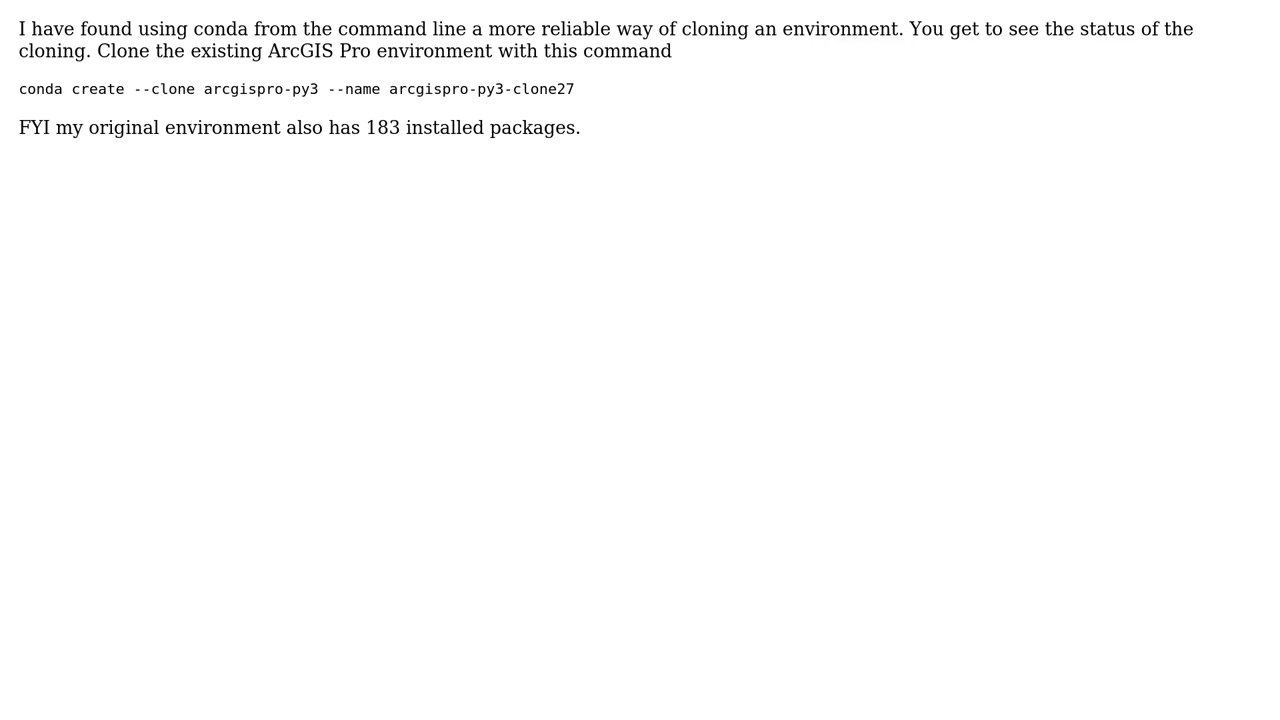 I have found using conda from the command line a more reliable way of cloning an environment. You get to see the status of the
cloning. Clone the existing ArcGIS Pro environment with this command
conda create --clone arcgispro-py3 --name arcgispro-py3-clone27
FYI my original environment also has 183 installed packages.